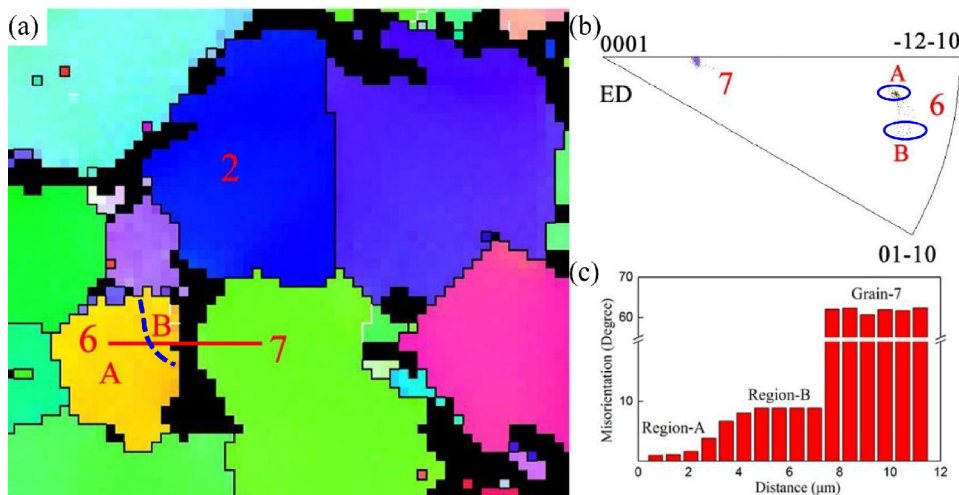 (a)
2
6
B
A
7
(b)
0001
-12-10
ED
7
A
6
B
01-10
(c)
Misorientation (Degree)
70
60
10
Grain-7
Region-B
Region-A
0 2 4 6 8 10 12
Distance (μm)